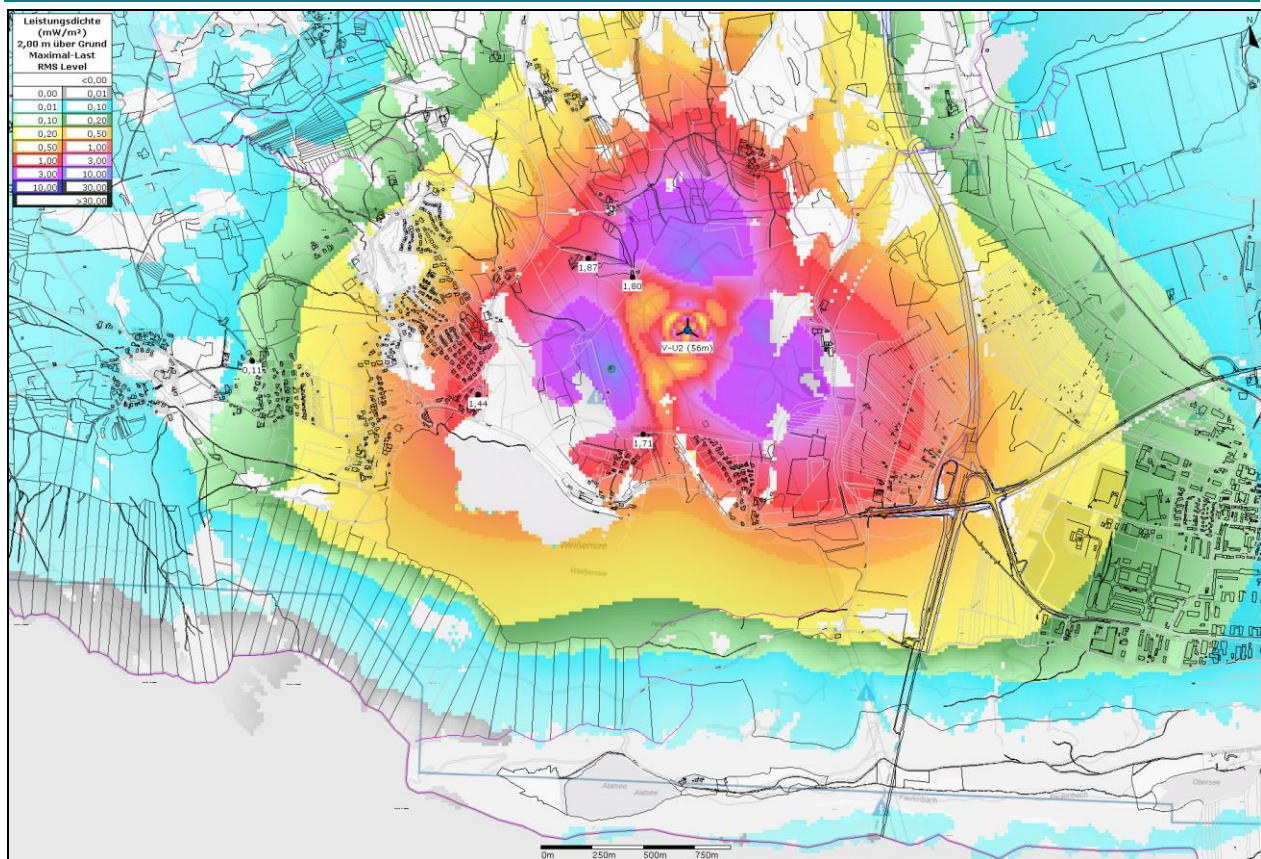 Leistungsdichte
(mW/m²)
2,00 m über Grund
Maximal-Last
RMS Level
<0,00
0,00 0,01
0,01 0,10
0,10 0,20
0,20 0,50
0,50 1,00
1,00 3,00
3,00 10,00
10,00 30,00
>30,00
N
1,87
1,80
V-U2 (56m)
0,11
1,44
1,71
Weißensee
Weißensee
Alatsee
Alatsee
Faulenbach
Obersee
0m 250m 500m 750m